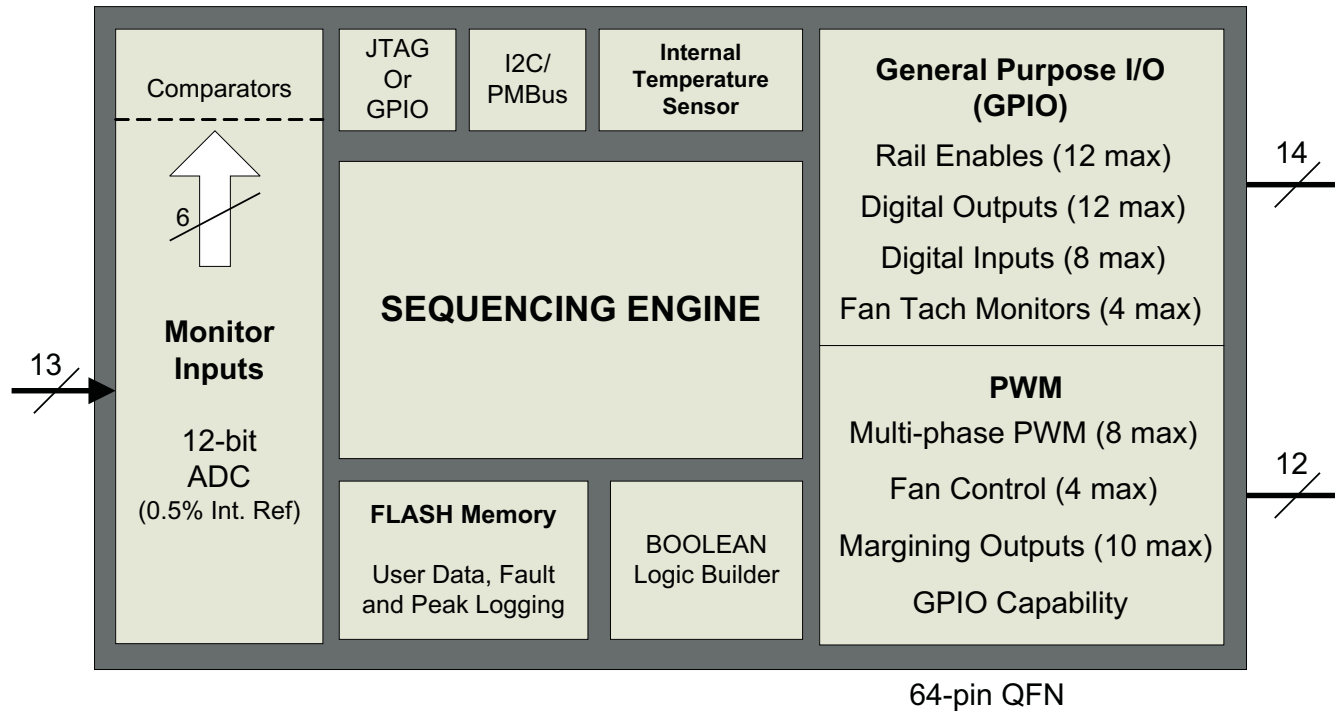 Comparators
6
Monitor
Inputs
12-bit
ADC
(0.5% Int. Ref)
13
JTAG
Or
GPIO
I2C/
PMBus
Internal
Temperature
Sensor
SEQUENCING ENGINE
FLASH Memory
User Data, Fault
and Peak Logging
BOOLEAN
Logic Builder
General Purpose I/O
(GPIO)
Rail Enables (12 max)
Digital Outputs (12 max)
Digital Inputs (8 max)
Fan Tach Monitors (4 max)
14
PWM
Multi-phase PWM (8 max)
Fan Control (4 max)
Margining Outputs (10 max)
GPIO Capability
12
64-pin QFN